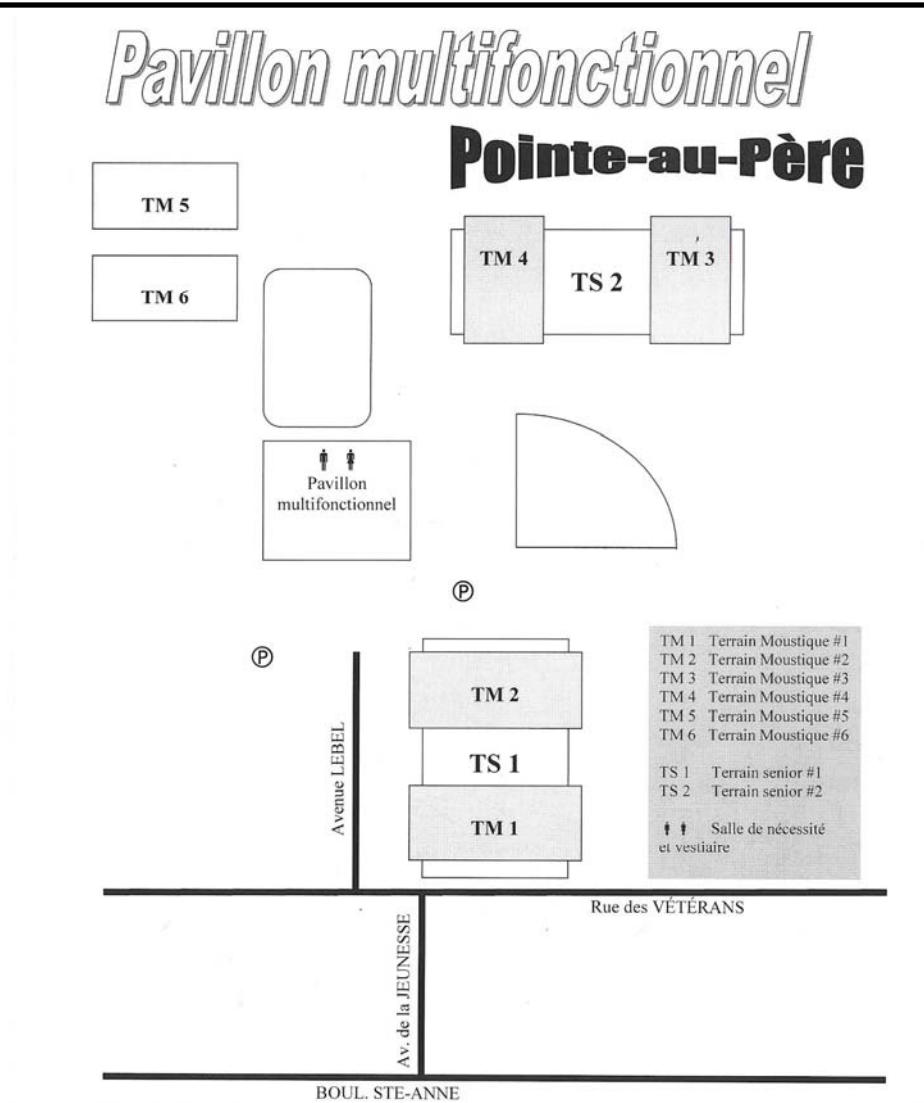 Pavillon multifonctionnel
Pointe-au-Père
TM 5
TM 6
TM 4
TS 2
TM 3
Pavillon
multifonctionnel
P
P
TM 2
TS 1
TM 1
Avenue LEBEL
TM 1 Terrain Moustique #1
TM 2 Terrain Moustique #2
TM 3 Terrain Moustique #3
TM 4 Terrain Moustique #4
TM 5 Terrain Moustique #5
TM 6 Terrain Moustique #6
TS 1 Terrain senior #1
TS 2 Terrain senior #2
Salle de nécessité
et vestiaire
Rue des VÉTÉRANS
Av. de la JEUNESSE
BOUL. STE-ANNE